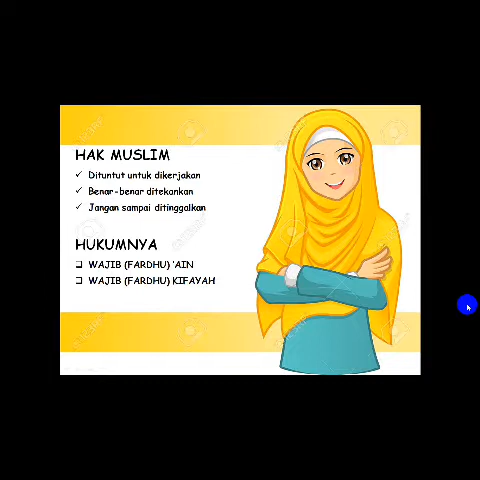 HAK MUSLIM
✓ Dituntut untuk dikerjakan
✓ Benar-benar ditekankan
✓ Jangan sampai ditinggalkan
HUKUMNYA
❑ WAJIB (FARDHU) 'AIN
❑ WAJIB (FARDHU) KIFAYAH